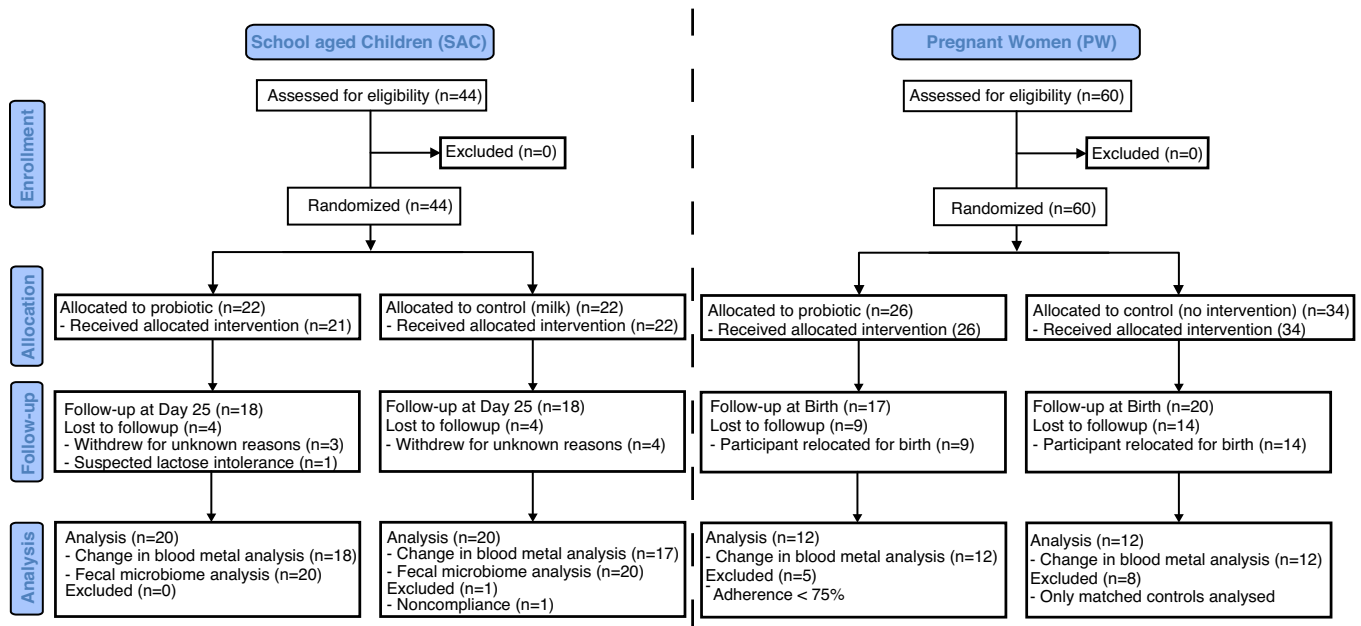 School aged Children (SAC)
Pregnant Women (PW)
Enrollment
Assessed for eligibility (n=44)
Excluded (n=0)
Randomized (n=44)
Assessed for eligibility (n=60)
Excluded (n=0)
Randomized (n=60)
Allocation
Allocated to probiotic (n=22)
- Received allocated intervention (n=21)
Allocated to control (milk) (n=22)
- Received allocated intervention (n=22)
Allocated to probiotic (n=26)
- Received allocated intervention (26)
Allocated to control (no intervention) (n=34)
- Received allocated intervention (34)
Follow-up
Follow-up at Day 25 (n=18)
Lost to followup (n=4)
- Withdrew for unknown reasons (n=3)
- Suspected lactose intolerance (n=1)
Follow-up at Day 25 (n=18)
Lost to followup (n=4)
- Withdrew for unknown reasons (n=4)
Follow-up at Birth (n=17)
Lost to followup (n=9)
- Participant relocated for birth (n=9)
Follow-up at Birth (n=20)
Lost to followup (n=14)
- Participant relocated for birth (n=14)
Analysis
Analysis (n=20)
- Change in blood metal analysis (n=18)
- Fecal microbiome analysis (n=20)
Excluded (n=0)
Analysis (n=20)
- Change in blood metal analysis (n=17)
- Fecal microbiome analysis (n=20)
Excluded (n=1)
- Noncompliance (n=1)
Analysis (n=12)
- Change in blood metal analysis (n=12)
Excluded (n=5)
- Adherence < 75%
Analysis (n=12)
- Change in blood metal analysis (n=12)
Excluded (n=8)
- Only matched controls analysed